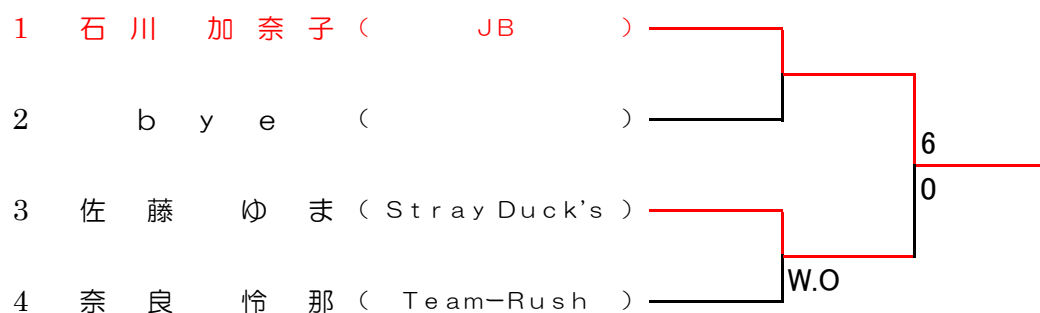 1 石川 加奈子 ( JB )
2 bye ( )
6
0
3 佐藤 ゆま ( Stray Duck's )
W.O
4 奈良 怜那 ( Team−Rush )